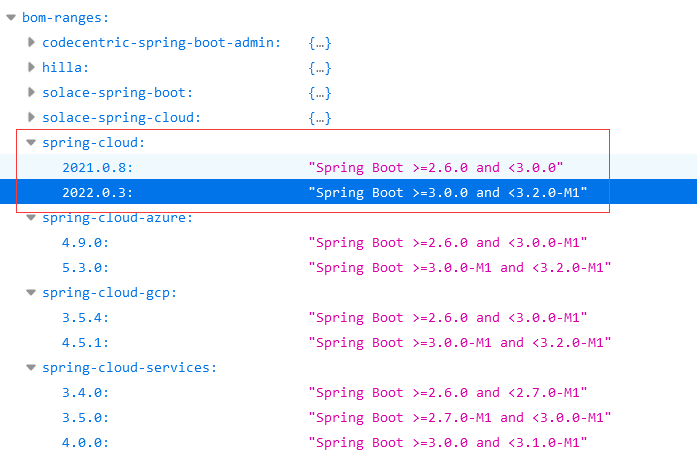 bom-ranges:
codecentric-spring-boot-admin: {…}
hilla: {…}
solace-spring-boot: {…}
solace-spring-cloud: {…}
spring-cloud:
2021.0.8: "Spring Boot >=2.6.0 and <3.0.0"
2022.0.3: "Spring Boot >=3.0.0 and <3.2.0-M1"
spring-cloud-azure:
4.9.0: "Spring Boot >=2.6.0 and <3.0.0-M1"
5.3.0: "Spring Boot >=3.0.0-M1 and <3.2.0-M1"
spring-cloud-gcp:
3.5.4: "Spring Boot >=2.6.0 and <3.0.0-M1"
4.5.1: "Spring Boot >=3.0.0-M1 and <3.2.0-M1"
spring-cloud-services:
3.4.0: "Spring Boot >=2.6.0 and <2.7.0-M1"
3.5.0: "Spring Boot >=2.7.0-M1 and <3.0.0-M1"
4.0.0: "Spring Boot >=3.0.0 and <3.1.0-M1"